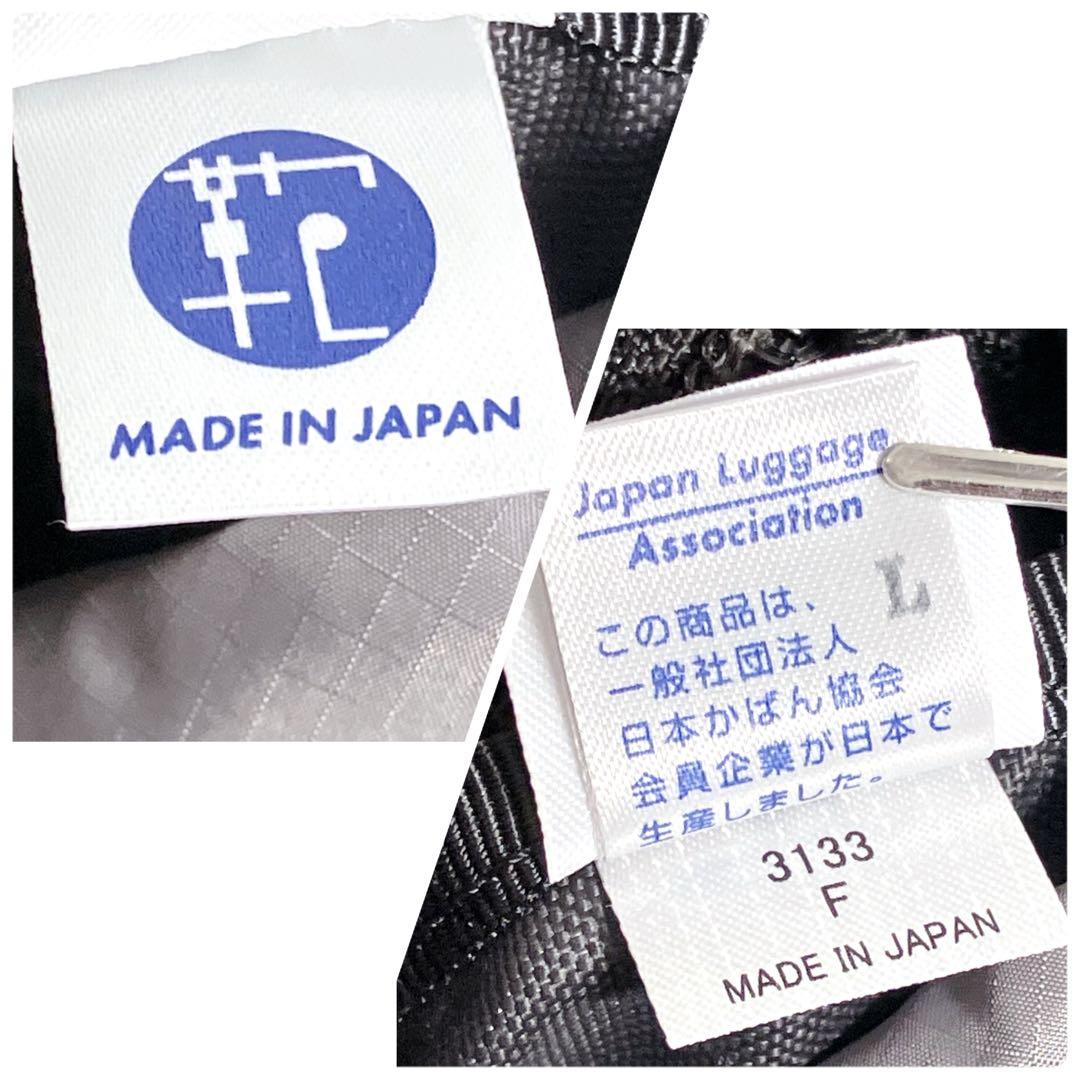 鞄
MADE IN JAPAN
Japan Luggage
Association
L
この商品は、
一般社団法人
日本かばん協会
会員企業が日本で
生産しました。
3133
F
MADE IN JAPAN